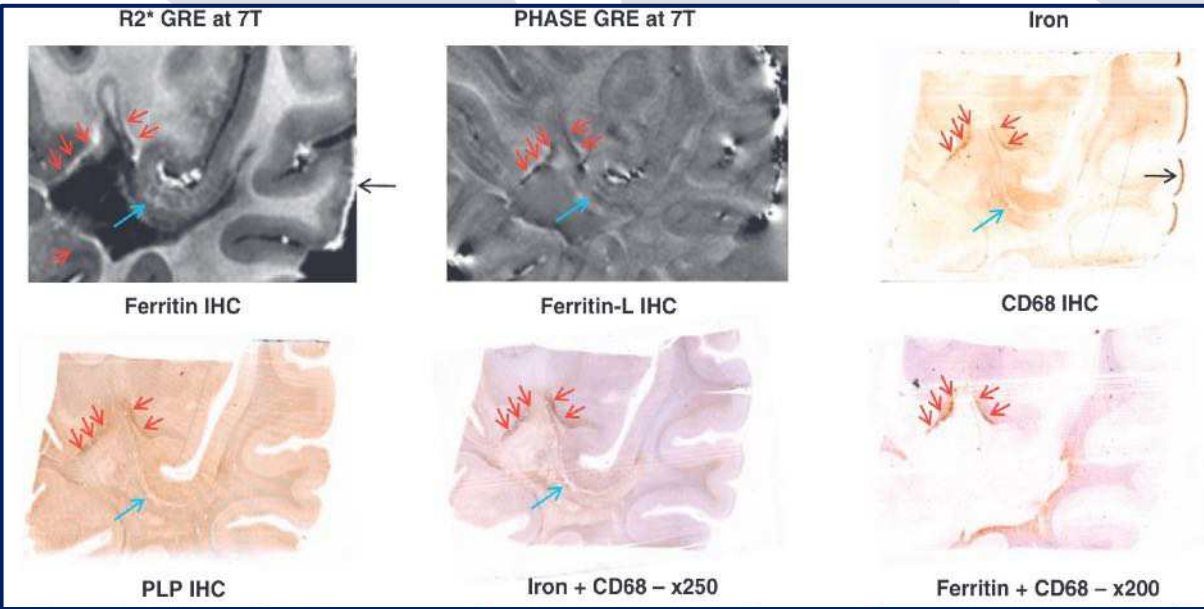 R2* GRE at 7T
PHASE GRE at 7T
Iron
Ferritin IHC
Ferritin-L IHC
CD68 IHC
PLP IHC
Iron + CD68 – x250
Ferritin + CD68 – x200